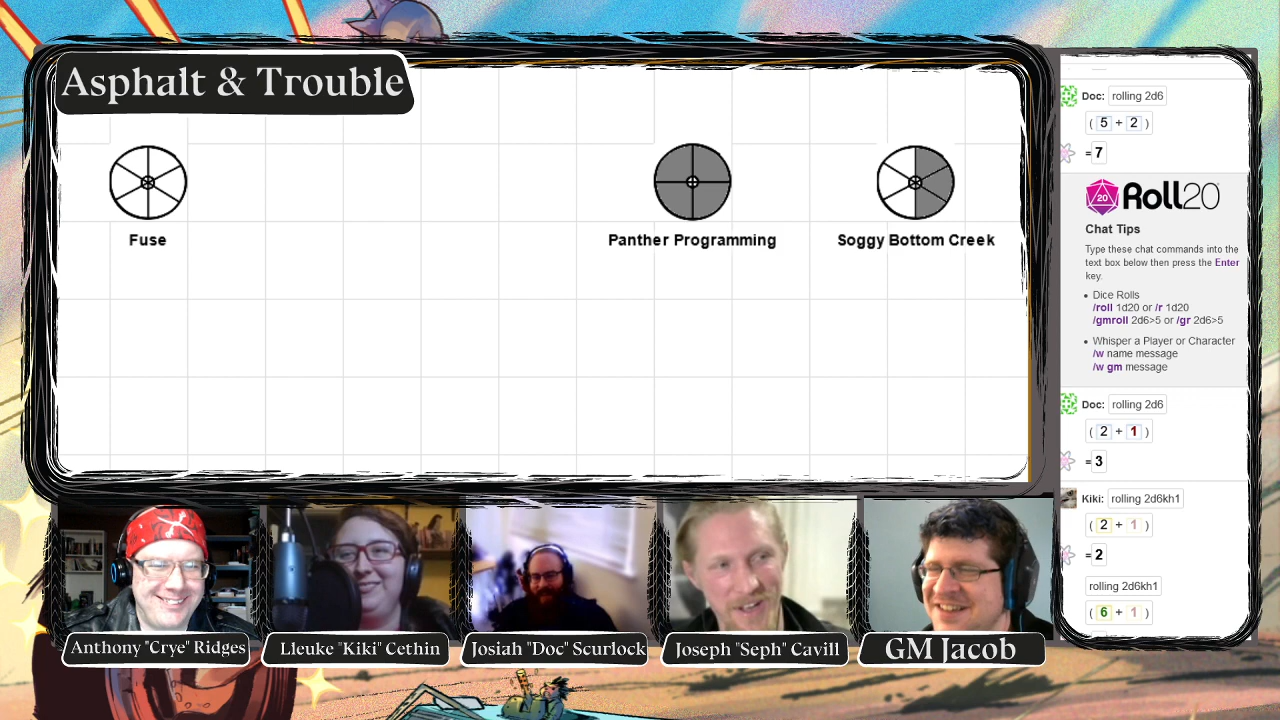 Asphalt & Trouble
Fuse
Panther Programming
Soggy Bottom Creek
Doc: rolling 2d6
( 5 + 2 )
= 7
20
Roll20
Chat Tips
Type these chat commands into the
text box below then press the Enter
key.
• Dice Rolls
/roll 1d20 or /r 1d20
/gmroll 2d6>5 or /gr 2d6>5
• Whisper a Player or Character
/w name message
/w gm message
Doc: rolling 2d6
( 2 + 1 )
= 3
Kiki: rolling 2d6kh1
( 2 + 1 )
= 2
rolling 2d6kh1
( 6 + 1 )
Anthony "Crye" Ridges
Lleuke "Kiki" Cethin
Josiah "Doc" Scurlock
Joseph "Seph" Cavill
GM Jacob